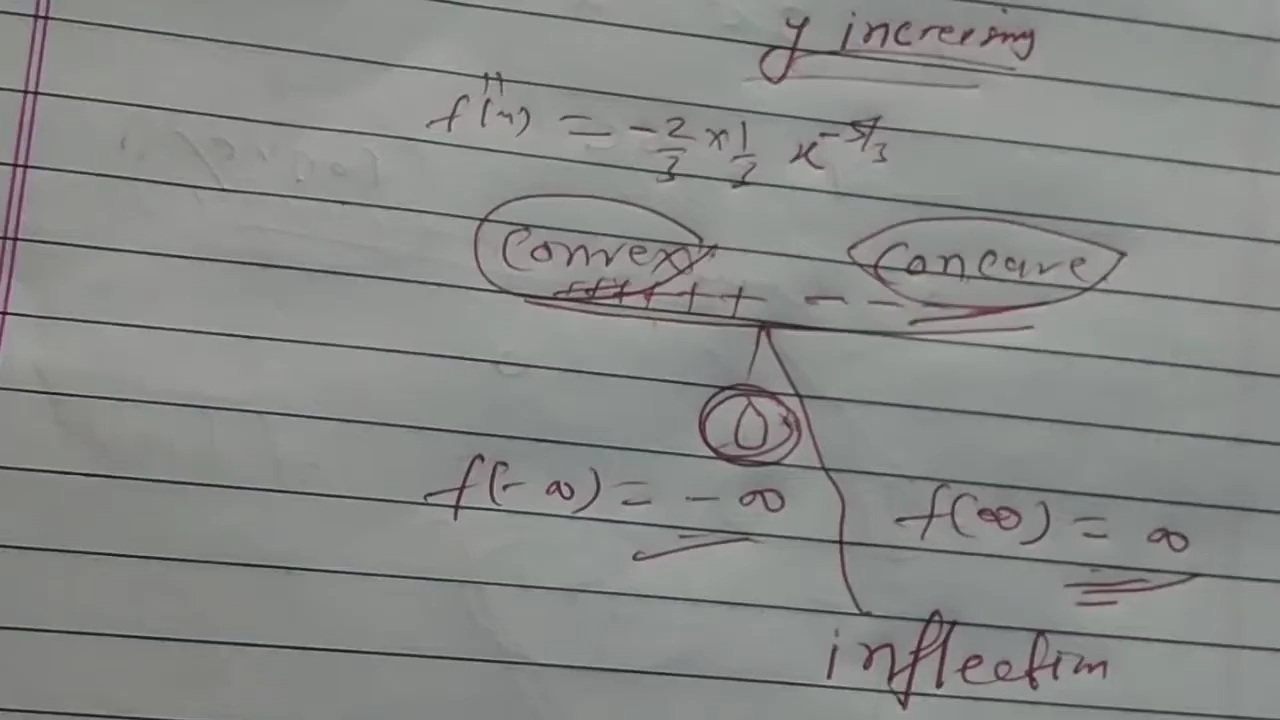 y increasing
f''(x) = -2/3 × 1/3 x^-5/3
Convex Concave
+ + + + + + - - -
0
f(-∞) = -∞ f(∞) = ∞
inflection